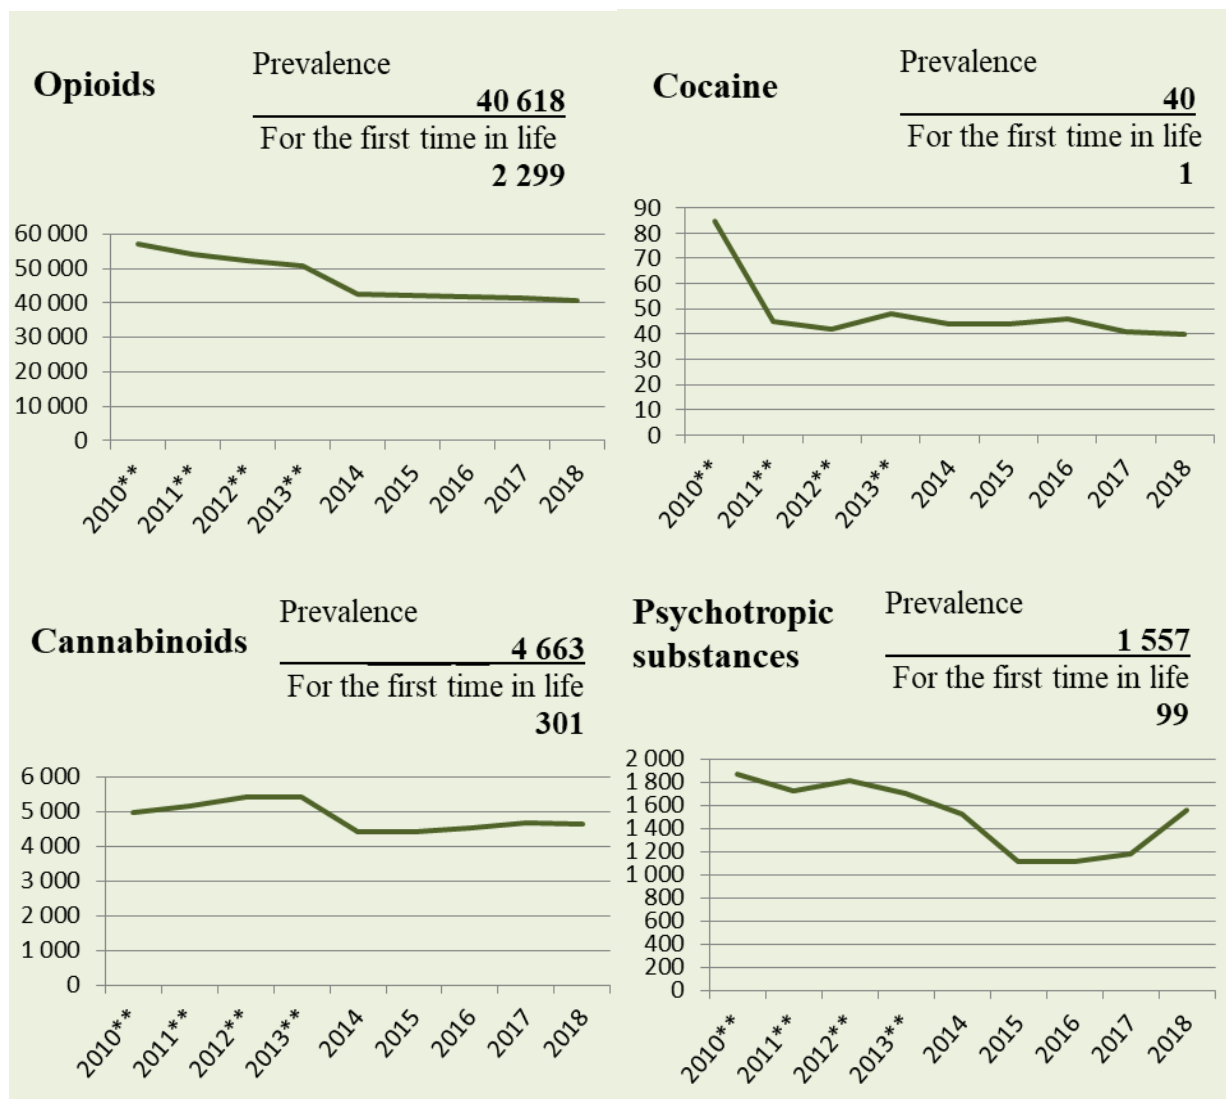 Opioids
Prevalence
40 618
For the first time in life
2 299
60 000
50 000
40 000
30 000
20 000
10 000
0
2010** 2011** 2012** 2013** 2014 2015 2016 2017 2018
Cocaine
Prevalence
40
For the first time in life
1
90
80
70
60
50
40
30
20
10
0
2010** 2011** 2012** 2013** 2014 2015 2016 2017 2018
Cannabinoids
Prevalence
4 663
For the first time in life
301
6 000
5 000
4 000
3 000
2 000
1 000
0
2010** 2011** 2012** 2013** 2014 2015 2016 2017 2018
Psychotropic
substances
Prevalence
1 557
For the first time in life
99
2 000
1 800
1 600
1 400
1 200
1 000
800
600
400
200
0
2010** 2011** 2012** 2013** 2014 2015 2016 2017 2018